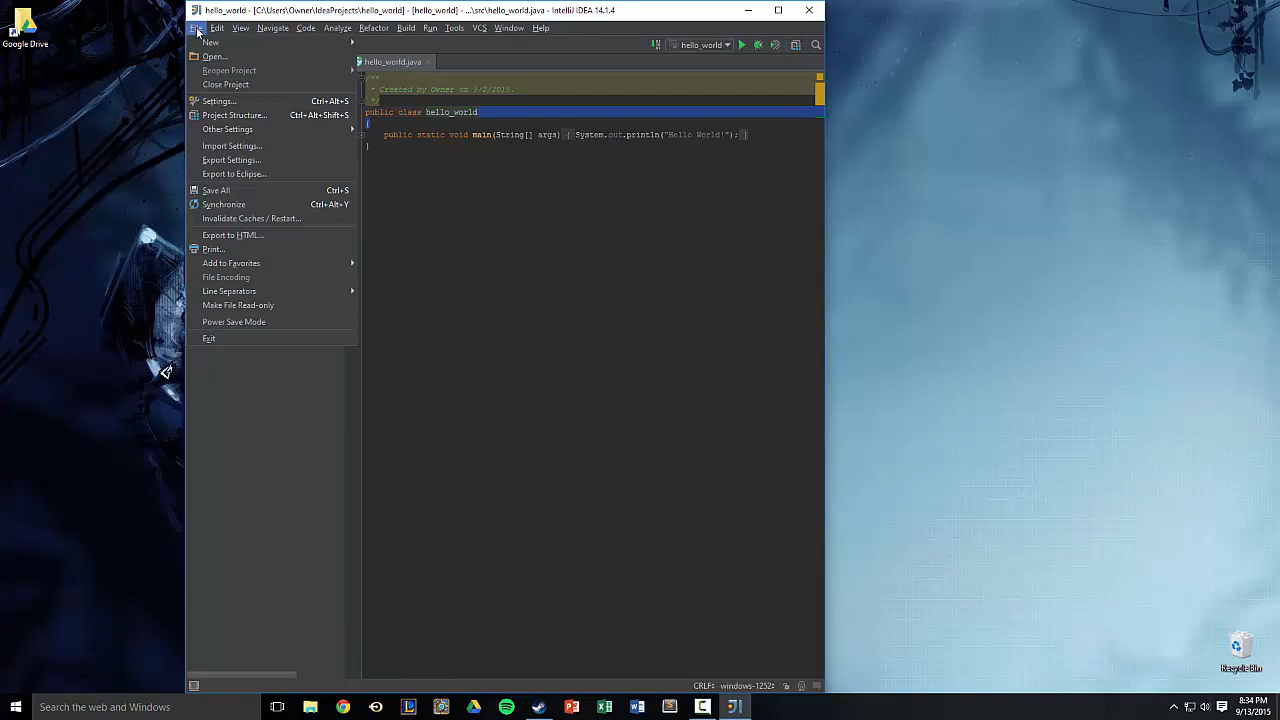 Google Drive
hello_world - [C:\Users\Owner\IdeaProjects\hello_world] - [hello_world] - ...\src\hello_world.java - IntelliJ IDEA 14.1.4
File Edit View Navigate Code Analyze Refactor Build Run Tools VCS Window Help
hello_world
hello_world.java
New
Open...
Reopen Project
Close Project
Settings... Ctrl+Alt+S
Project Structure... Ctrl+Alt+Shift+S
Other Settings
Import Settings...
Export Settings...
Export to Eclipse...
Save All Ctrl+S
Synchronize Ctrl+Alt+Y
Invalidate Caches / Restart...
Export to HTML...
Print...
Add to Favorites
File Encoding
Line Separators
Make File Read-only
Power Save Mode
Exit
/**
* Created by Owner on 9/2/2015.
*/
public class hello_world
{
public static void main(String[] args) { System.out.println("Hello World!"); }
}
CRLF: windows-1252:
Recycle Bin
Search the web and Windows
8:34 PM
9/13/2015